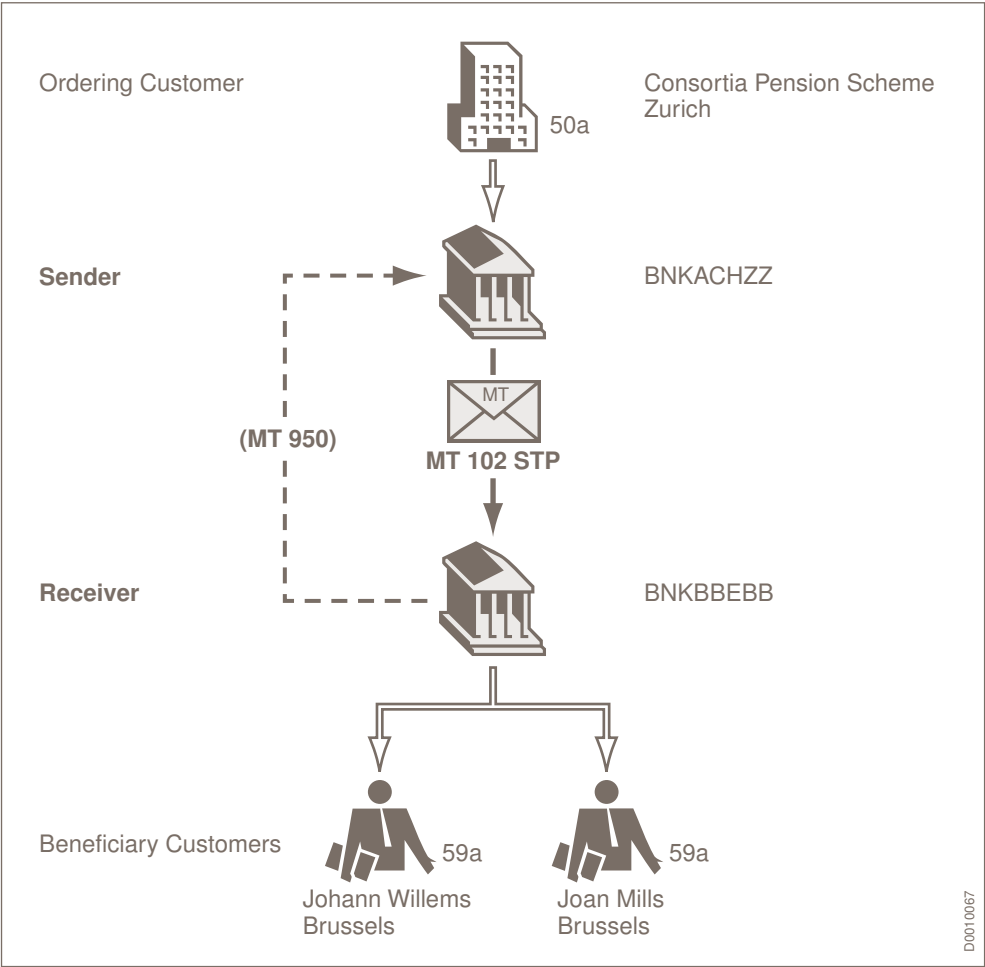 Ordering Customer
50a
Consortia Pension Scheme
Zurich
Sender
BNKACHZZ
MT
(MT 950)
MT 102 STP
Receiver
BNKBBEBB
Beneficiary Customers
59a
59a
Johann Willems
Brussels
Joan Mills
Brussels
D0010067